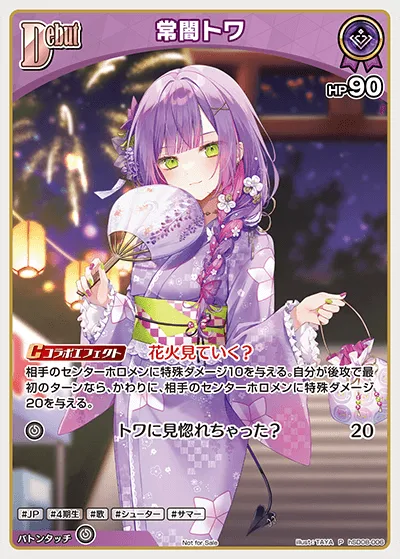 Debut
常闇トワ
HP90
コラボエフェクト 花火見ていく?
相手のセンターホロメンに特殊ダメージ10を与える。自分が後攻で最
初のターンなら、かわりに、相手のセンターホロメンに特殊ダメージ
20を与える。
トワに見惚れちゃった? 20
#JP #4期生 #歌 #シューター #サマー
バトンタッチ
Not for Sale
illust: TAYA P hSD08-006